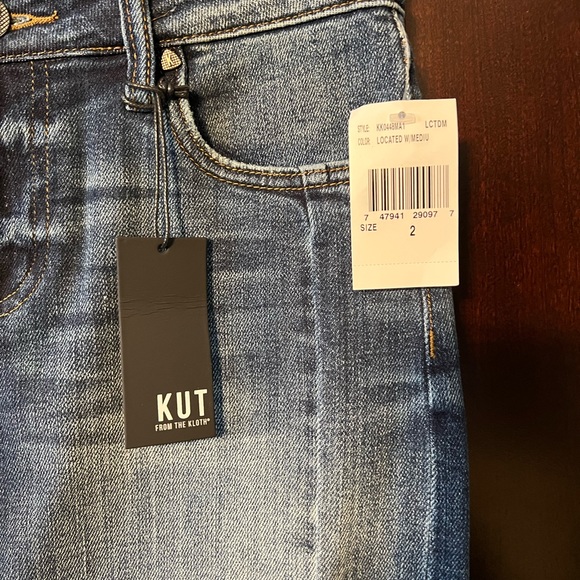 STYLE: KK0448MA1 LCTDM
COLOR: LOCATED W/MEDIU
7 47941 29097 7
SIZE 2
KUT
FROM THE KLOTH®